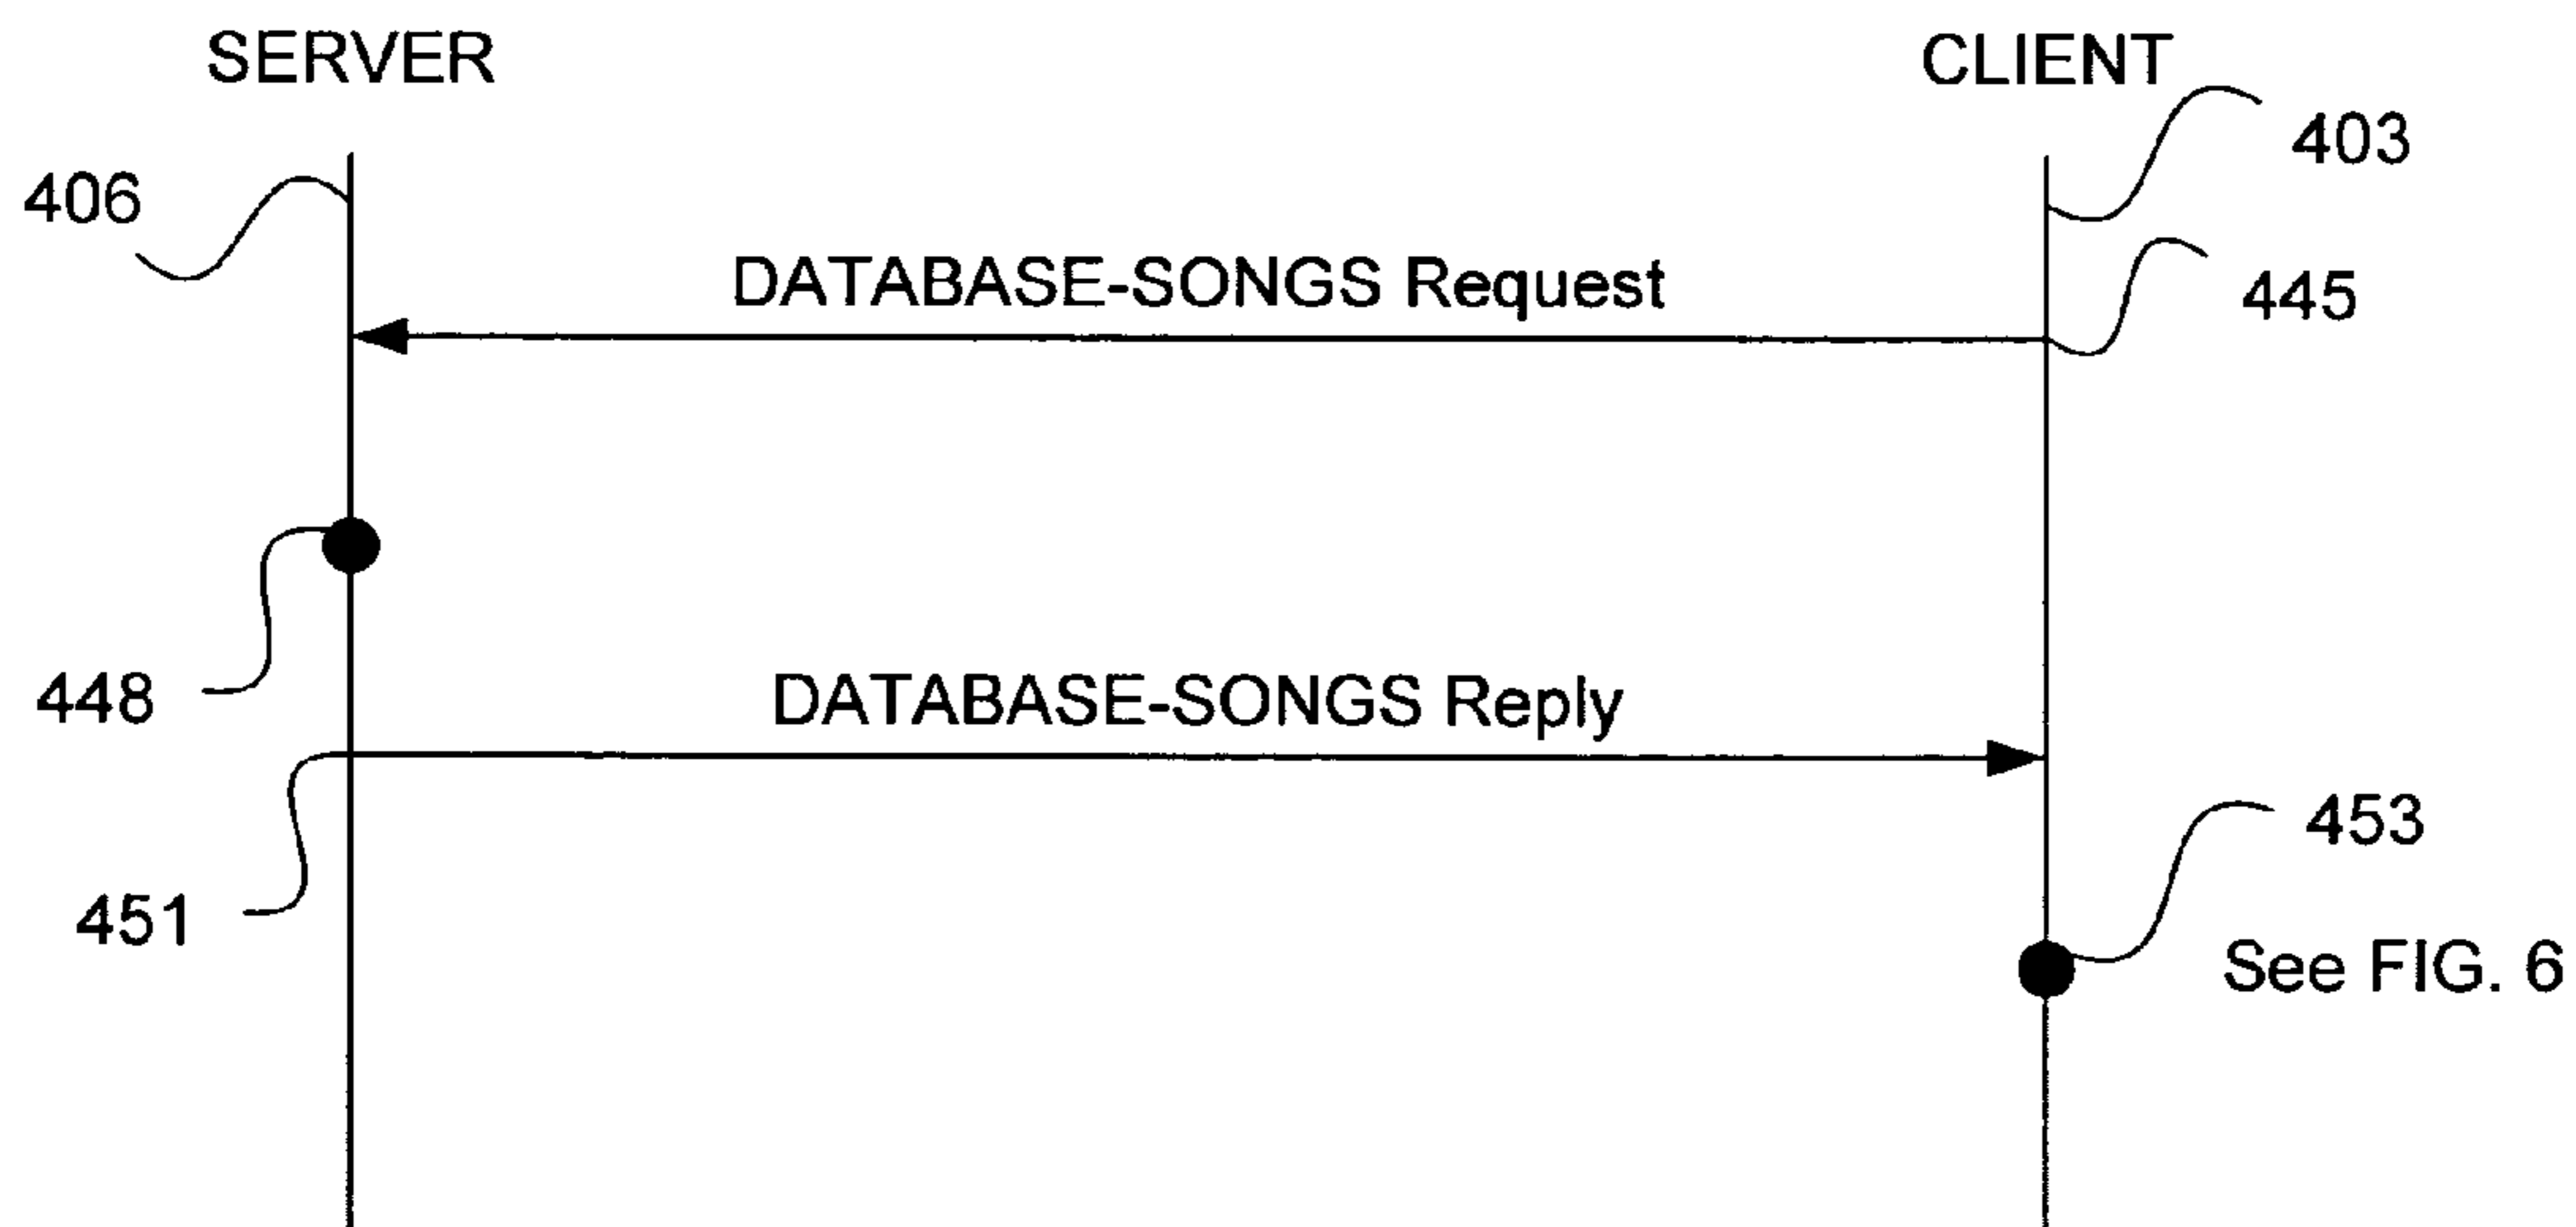 SERVER
CLIENT
403
406
DATABASE-SONGS Request
445
448
DATABASE-SONGS Reply
453
451
See FIG. 6